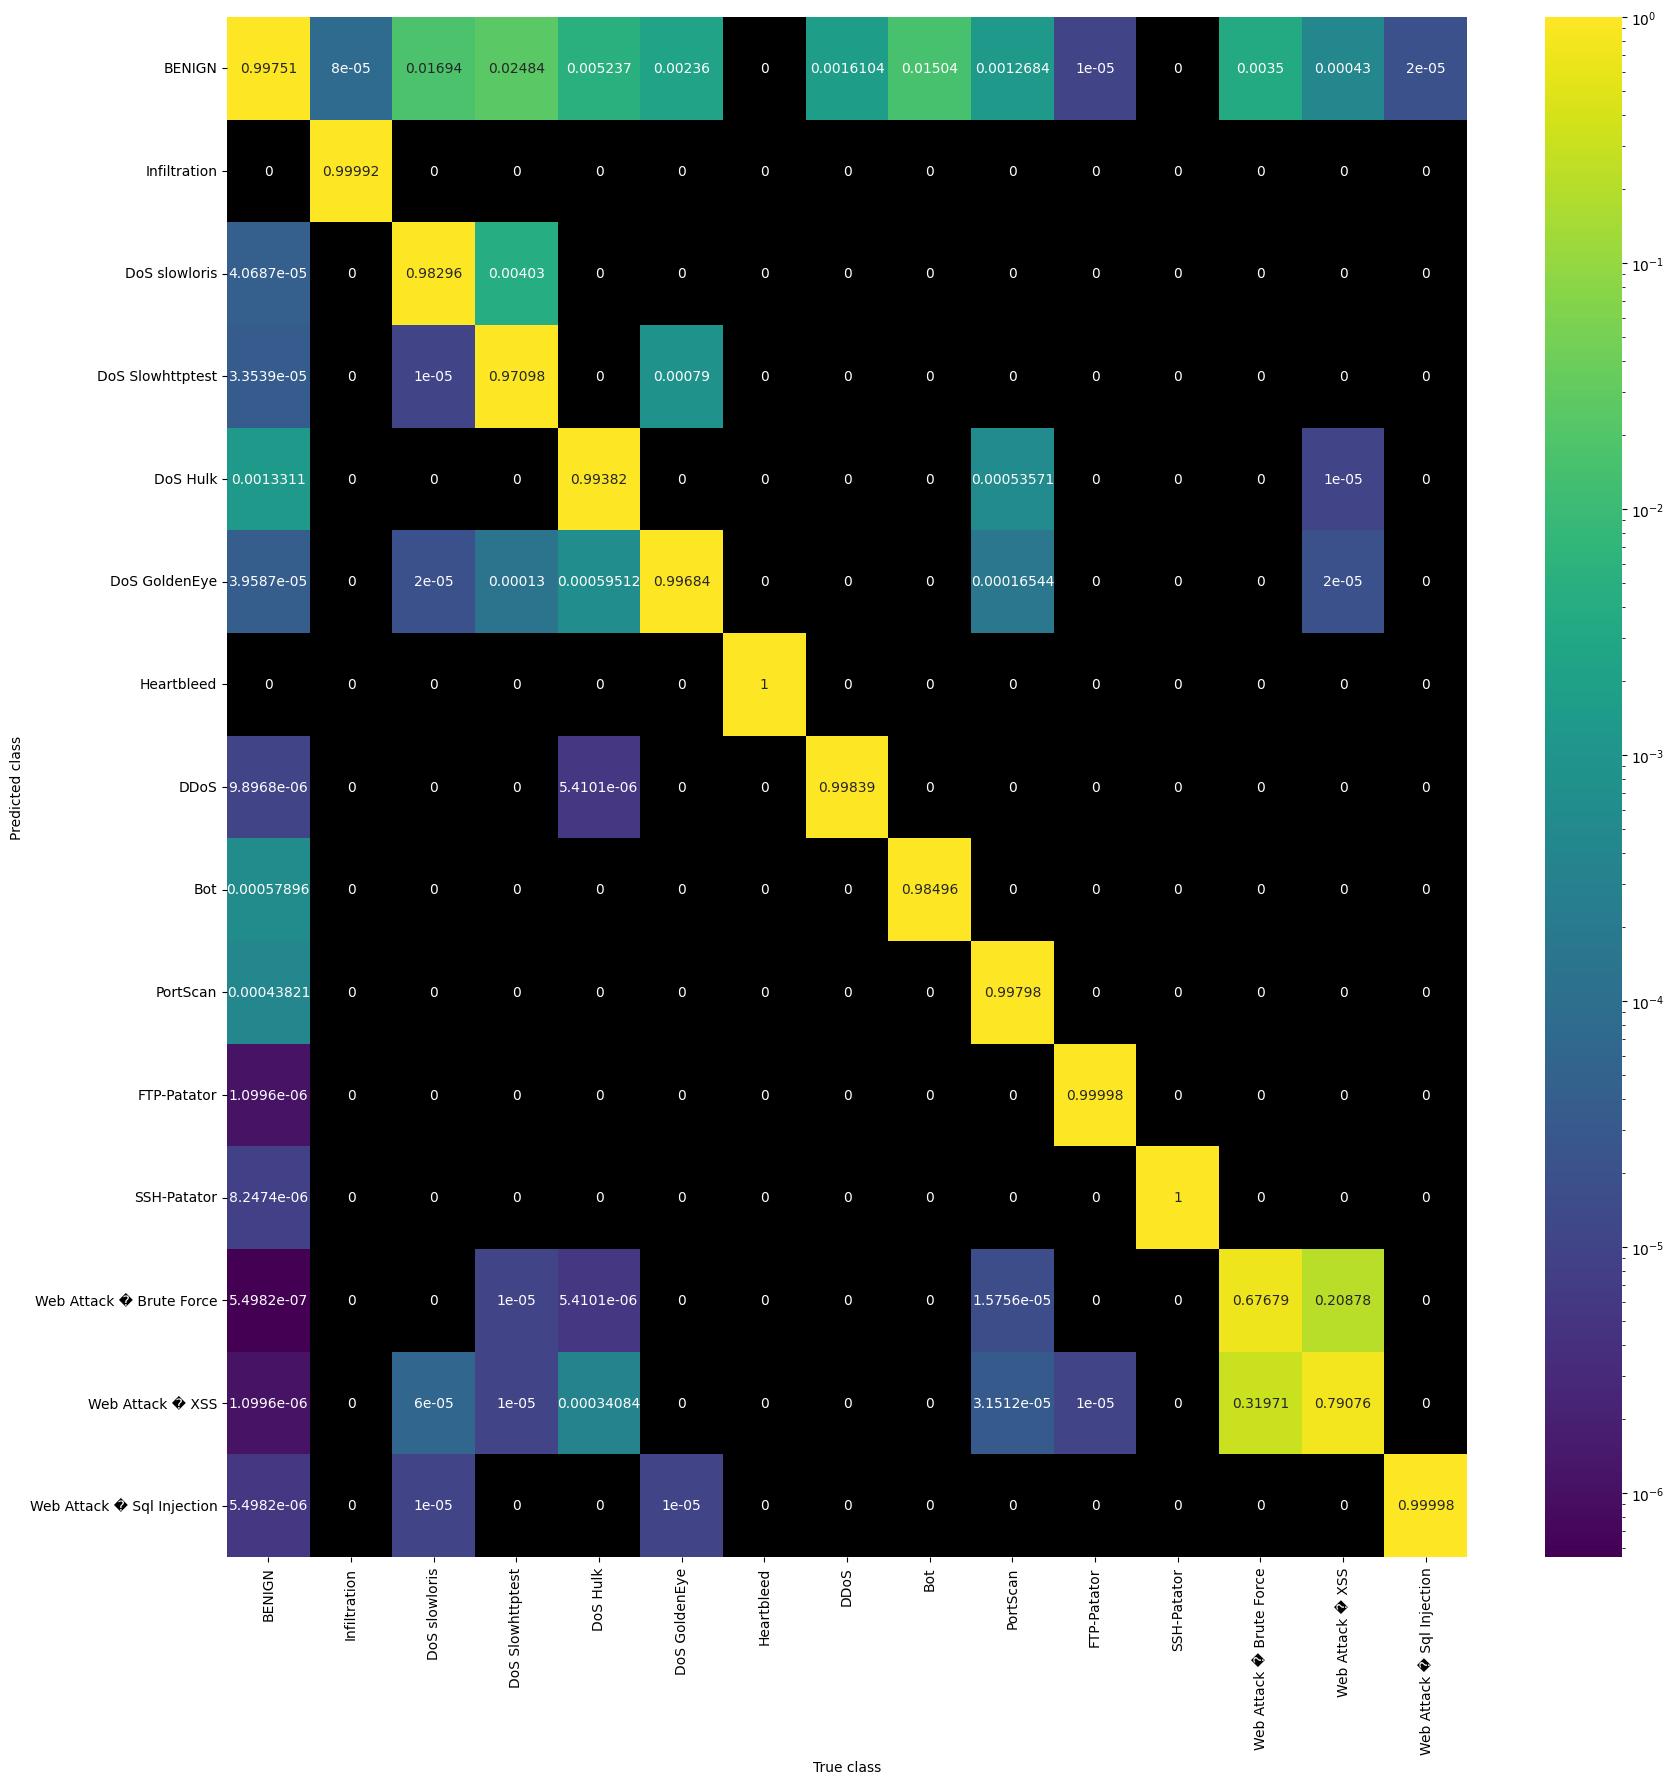 BENIGN 0.99751 8e-05 0.01694 0.02484 0.005237 0.00236 0 0.0016104 0.01504 0.0012684 1e-05 0 0.0035 0.00043 2e-05
Infiltration 0 0.99992 0 0 0 0 0 0 0 0 0 0 0 0 0
DoS slowloris 4.0687e-05 0 0.98296 0.00403 0 0 0 0 0 0 0 0 0 0 0
DoS Slowhttptest 3.3539e-05 0 1e-05 0.97098 0 0.00079 0 0 0 0 0 0 0 0 0
DoS Hulk 0.0013311 0 0 0 0.99382 0 0 0 0 0.00053571 0 0 0 1e-05 0
DoS GoldenEye 3.9587e-05 0 2e-05 0.00013 0.00059512 0.99684 0 0 0 0.00016544 0 0 0 2e-05 0
Heartbleed 0 0 0 0 0 0 1 0 0 0 0 0 0 0 0
DDoS 9.8968e-06 0 0 0 5.4101e-06 0 0 0.99839 0 0 0 0 0 0 0
Bot 0.00057896 0 0 0 0 0 0 0 0.98496 0 0 0 0 0 0
PortScan 0.00043821 0 0 0 0 0 0 0 0 0.99798 0 0 0 0 0
FTP-Patator 1.0996e-06 0 0 0 0 0 0 0 0 0 0.99998 0 0 0 0
SSH-Patator 8.2474e-06 0 0 0 0 0 0 0 0 0 0 1 0 0 0
Web Attack � Brute Force 5.4982e-07 0 0 1e-05 5.4101e-06 0 0 0 0 1.5756e-05 0 0 0.67679 0.20878 0
Web Attack � XSS 1.0996e-06 0 6e-05 1e-05 0.00034084 0 0 0 0 3.1512e-05 1e-05 0 0.31971 0.79076 0
Web Attack � Sql Injection 5.4982e-06 0 1e-05 0 0 1e-05 0 0 0 0 0 0 0 0 0.99998
Predicted class
BENIGN
Infiltration
DoS slowloris
DoS Slowhttptest
DoS Hulk
DoS GoldenEye
Heartbleed
DDoS
Bot
PortScan
FTP-Patator
SSH-Patator
Web Attack � Brute Force
Web Attack � XSS
Web Attack � Sql Injection
True class
10⁰
10⁻¹
10⁻²
10⁻³
10⁻⁴
10⁻⁵
10⁻⁶